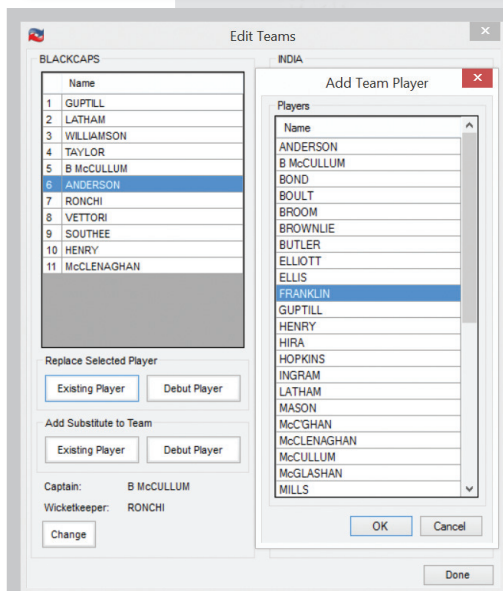 Edit Teams
BLACKCAPS
Name
1 GUPTILL
2 LATHAM
3 WILLIAMSON
4 TAYLOR
5 B McCULLUM
6 ANDERSON
7 RONCHI
8 VETTORI
9 SOUTHEE
10 HENRY
11 McCLENAGHAN
Replace Selected Player
Existing Player Debut Player
Add Substitute to Team
Existing Player Debut Player
Captain: B McCULLUM
Wicketkeeper: RONCHI
Change
INDIA
Add Team Player
Players
Name
ANDERSON
B McCULLUM
BOND
BOULT
BROOM
BROWNLIE
BUTLER
ELLIOTT
ELLIS
FRANKLIN
GUPTILL
HENRY
HIRA
HOPKINS
INGRAM
LATHAM
MASON
McC'GHAN
McCLENAGHAN
McCULLUM
McGLASHAN
MILLS
OK Cancel
Done